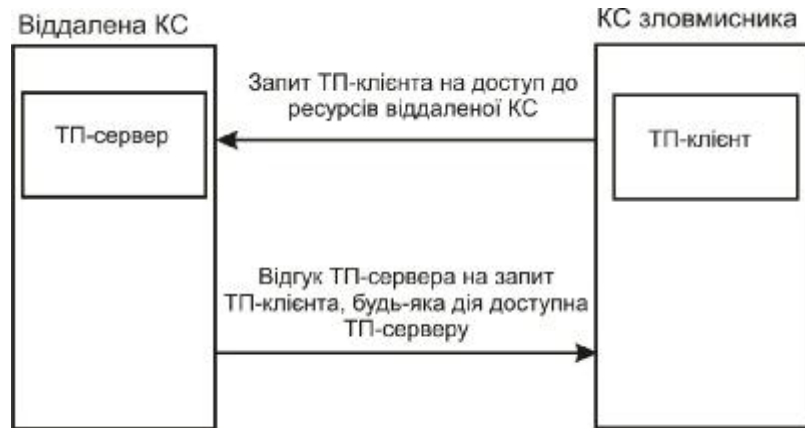 Віддалена КС
КС зловмисника
Запит ТП-клієнта на доступ до
ресурсів віддаленої КС
ТП-сервер
ТП-клієнт
Відгук ТП-сервера на запит
ТП-клієнта, будь-яка дія доступна
ТП-серверу